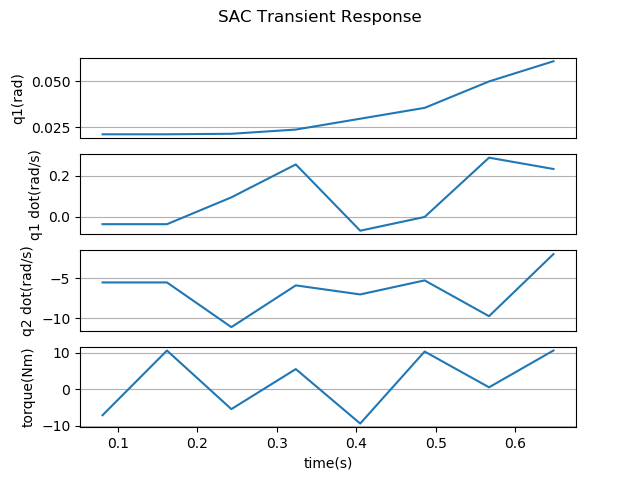 SAC Transient Response
q1(rad)
0.050
0.025
q1 dot(rad/s)
0.2
0.0
q2 dot(rad/s)
−5
−10
torque(Nm)
10
0
−10
0.1 0.2 0.3 0.4 0.5 0.6
time(s)